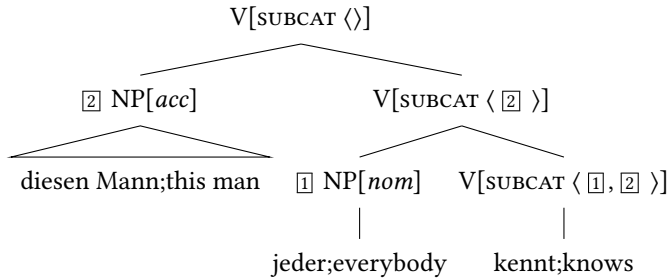 V[SUBCAT ⟨⟩]
2 NP[acc] V[SUBCAT ⟨ 2 ⟩]
diesen Mann;this man 1 NP[nom] V[SUBCAT ⟨ 1, 2 ⟩]
jeder;everybody kennt;knows